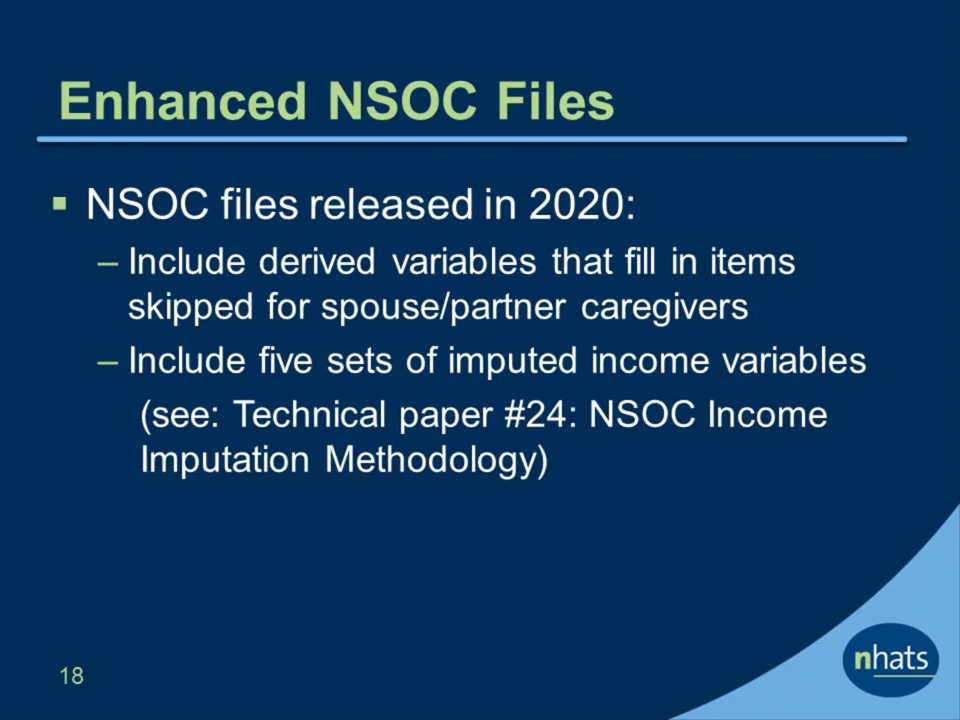 Enhanced NSOC Files
▪ NSOC files released in 2020:
– Include derived variables that fill in items
skipped for spouse/partner caregivers
– Include five sets of imputed income variables
(see: Technical paper #24: NSOC Income
Imputation Methodology)
18
nhats